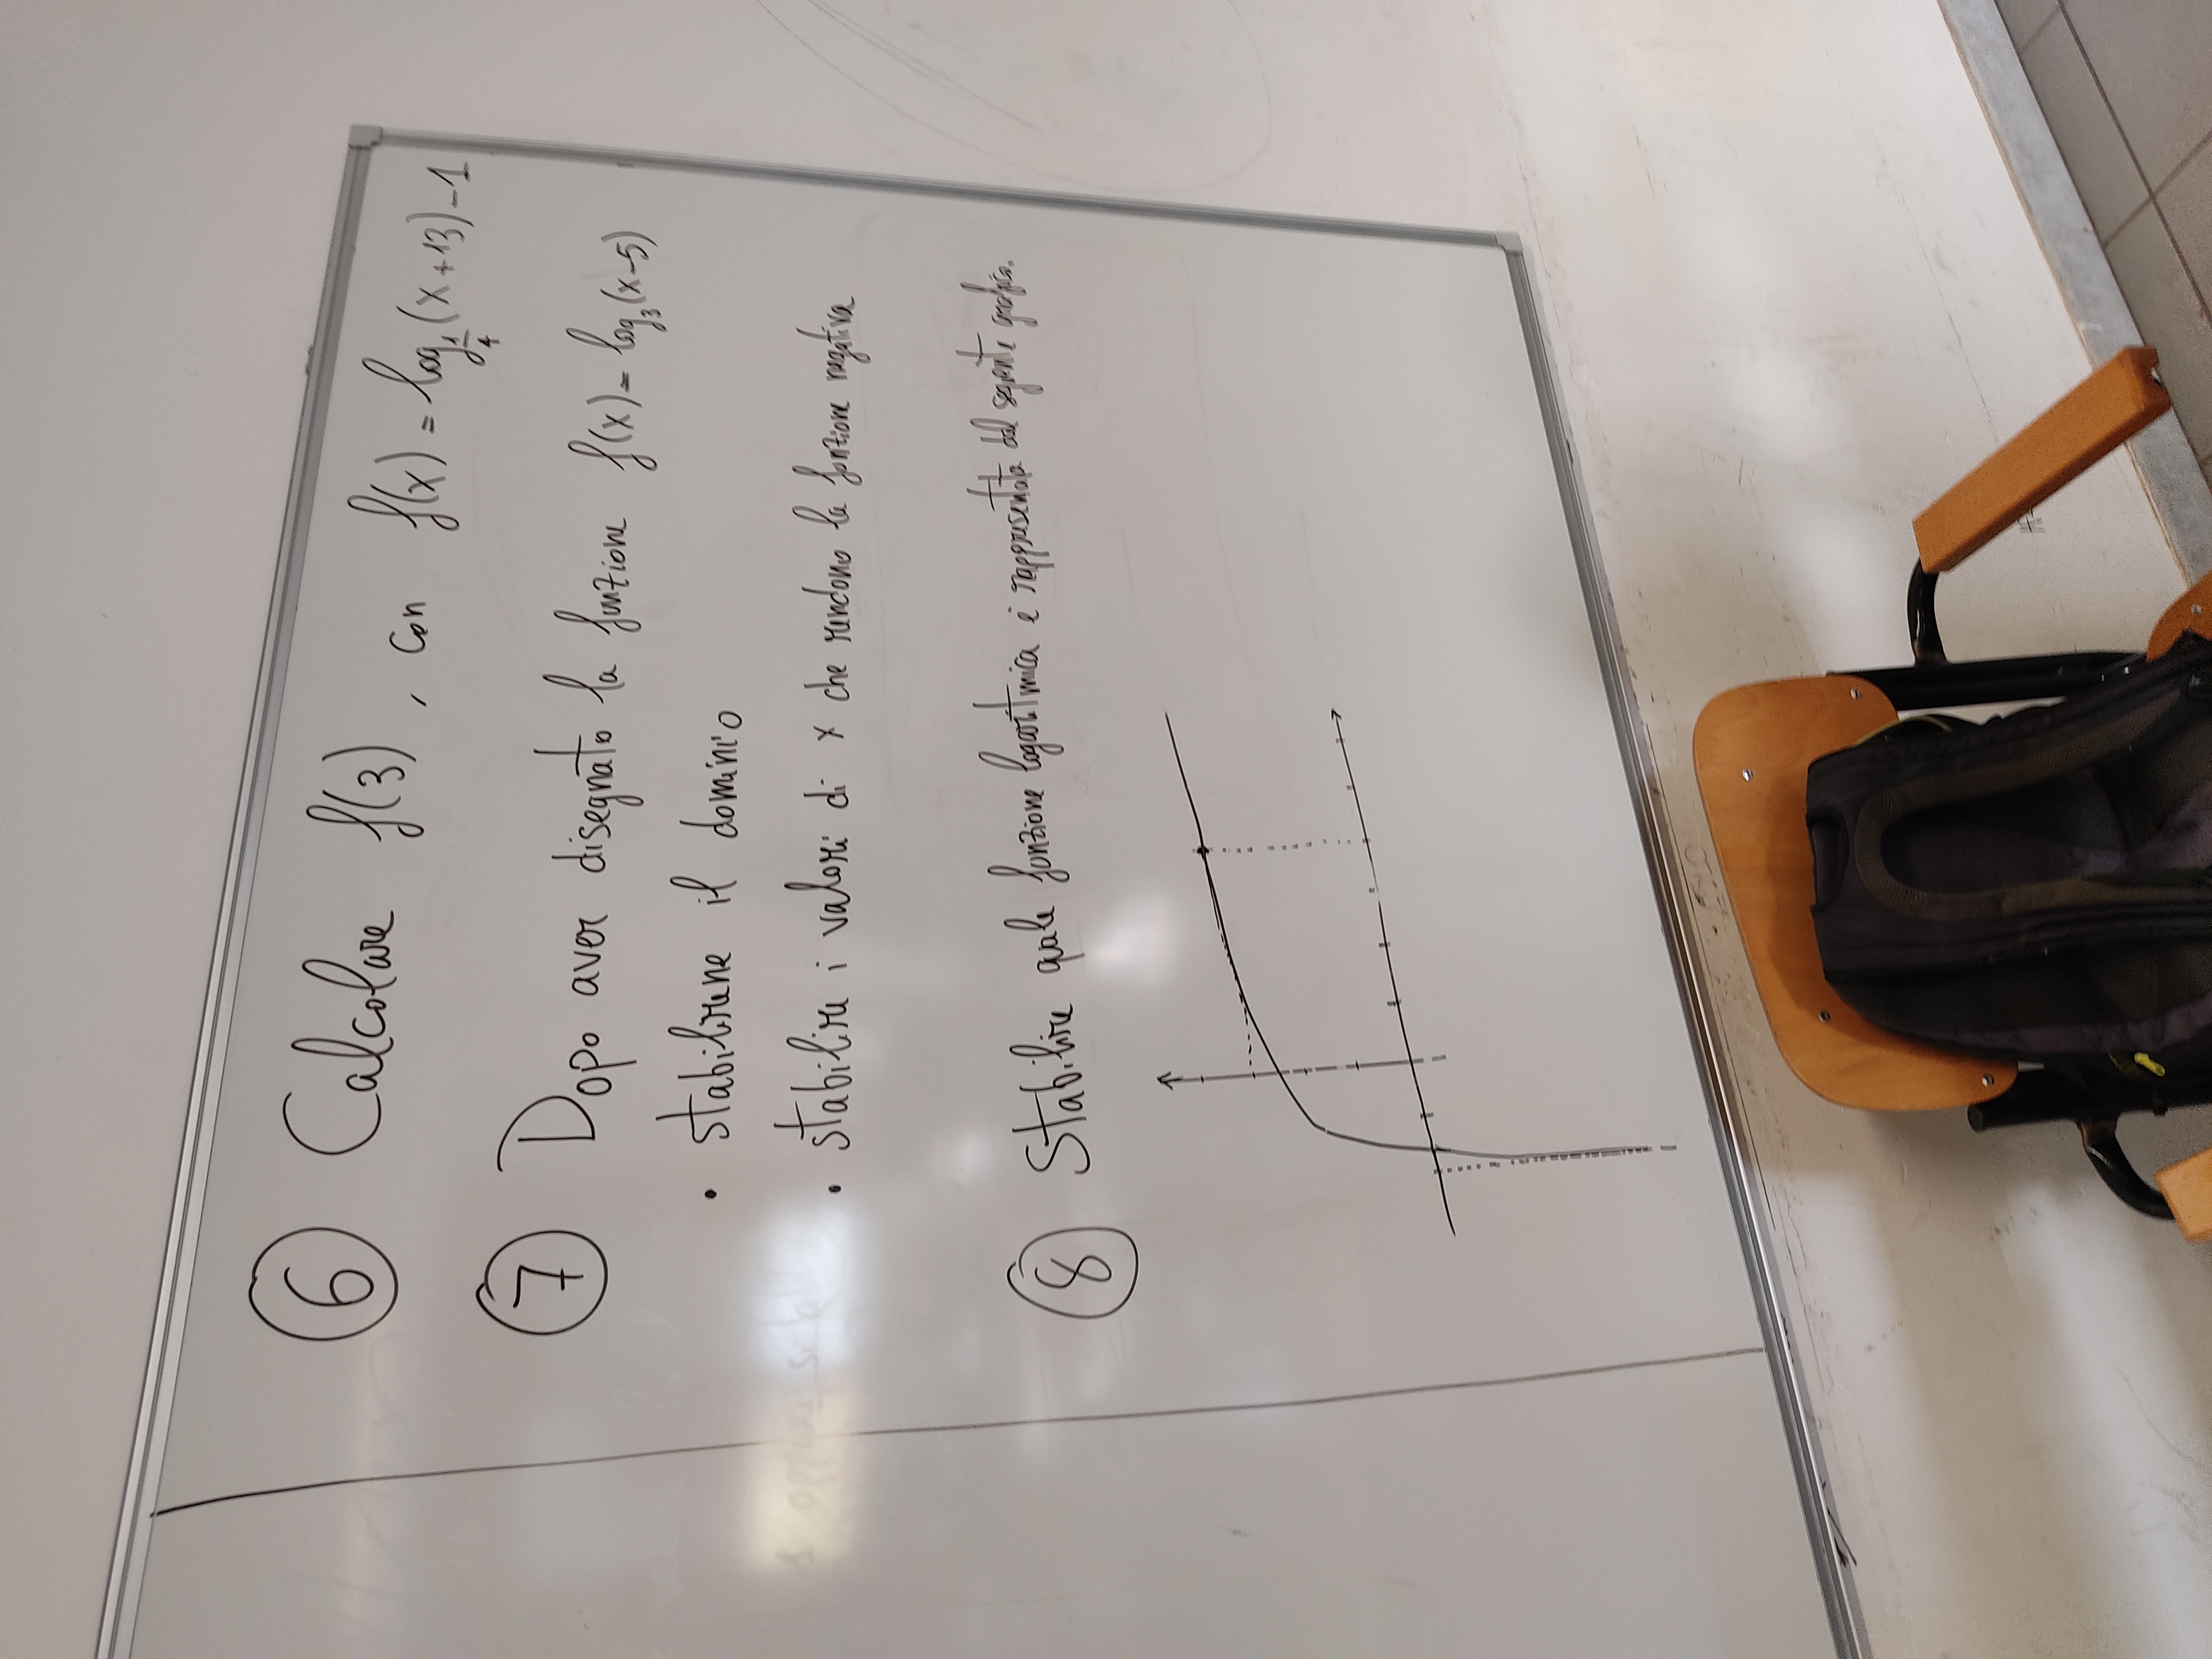 6 Calcolare f(3), con f(x) = log_{1/4}(x+13)-1
7 Dopo aver disegnato la funzione f(x)=log_3(x-5)
• stabilirne il dominio
• stabilire i valori di x che rendono la funzione negativa
8 Stabilire quale funzione logaritmica è rappresentata dal seguente grafico.